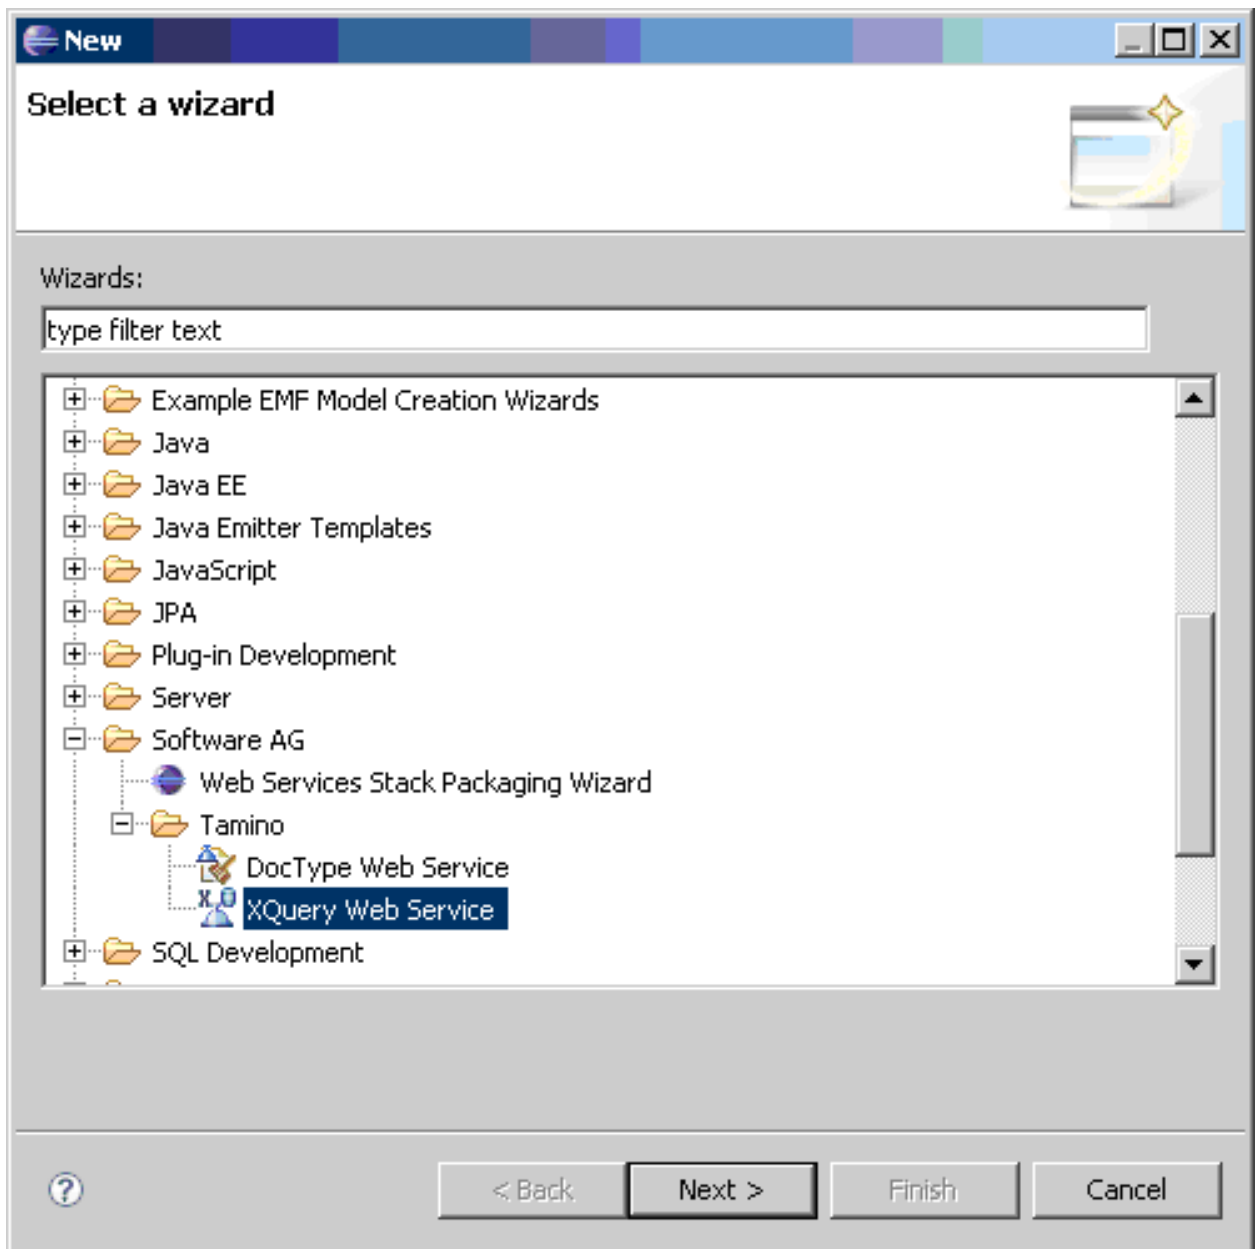 New
Select a wizard
Wizards:
type filter text
Example EMF Model Creation Wizards
Java
Java EE
Java Emitter Templates
JavaScript
JPA
Plug-in Development
Server
Software AG
Web Services Stack Packaging Wizard
Tamino
DocType Web Service
XQuery Web Service
SQL Development
< Back Next > Finish Cancel